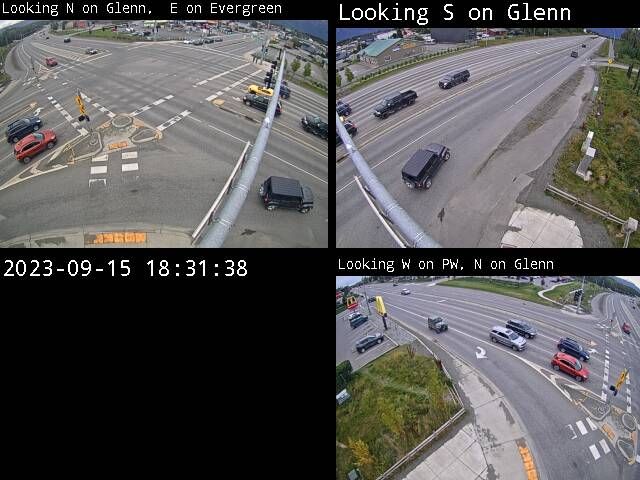 Looking N on Glenn,  E on Evergreen
Looking S on Glenn
2023-09-15 18:31:38
Looking W on PW, N on Glenn